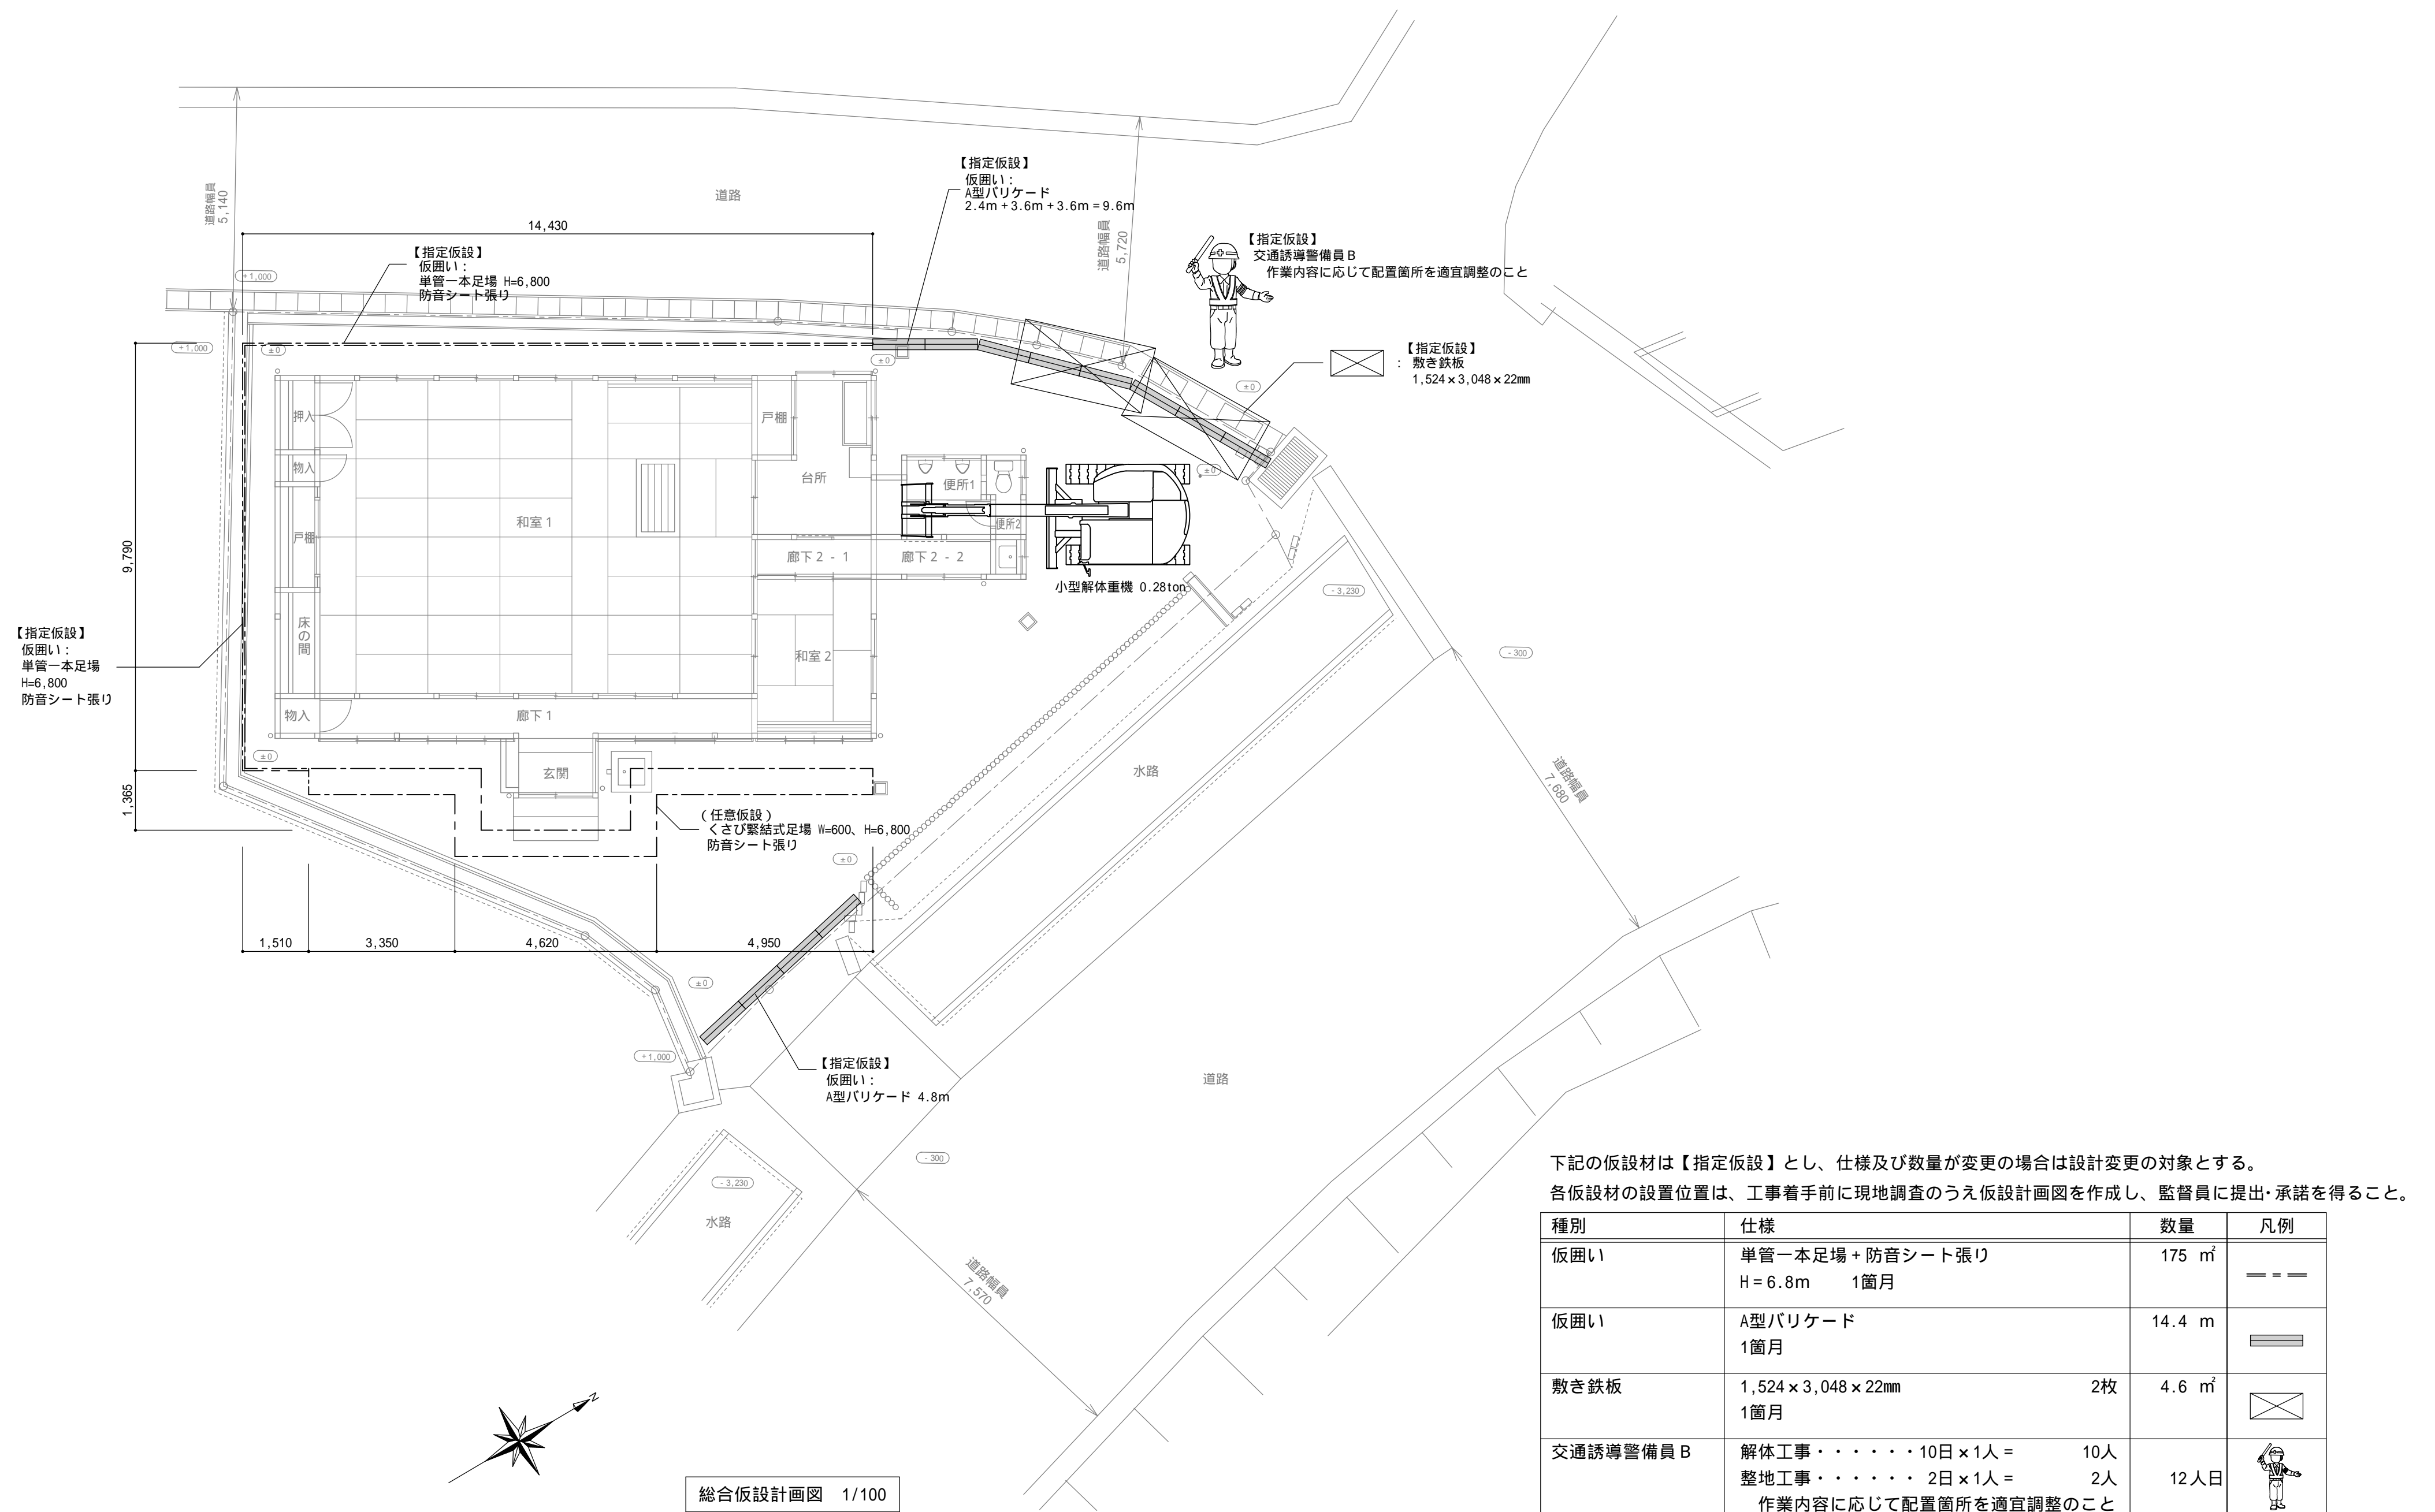 道路
道路幅員
5,140
14,430
【指定仮設】
仮囲い：
単管一本足場 H=6,800
防音シート張り
【指定仮設】
仮囲い：
A型バリケード
2.4m＋3.6m＋3.6m＝9.6m
道路幅員
5,720
【指定仮設】
交通誘導警備員Ｂ
作業内容に応じて配置箇所を適宜調整のこと
【指定仮設】
： 敷き鉄板
1,524×3,048×22㎜
+1,000
+1,000
±0
±0
±0
±0
押入
物入
戸棚
床の間
物入
和室１
廊下１
戸棚
台所
便所1
便所2
廊下２-１
廊下２-２
和室２
玄関
小型解体重機 0.28ton
9,790
1,365
【指定仮設】
仮囲い：
単管一本足場
H=6,800
防音シート張り
±0
（任意仮設）
くさび緊結式足場 W=600、H=6,800
防音シート張り
±0
1,510
3,350
4,620
4,950
±0
+1,000
【指定仮設】
仮囲い：
A型バリケード 4.8m
水路
-3,230
-300
道路幅員
7,680
道路
-300
-3,230
水路
道路幅員
7,570
N
総合仮設計画図　1/100
下記の仮設材は【指定仮設】とし、仕様及び数量が変更の場合は設計変更の対象とする。
各仮設材の設置位置は、工事着手前に現地調査のうえ仮設計画図を作成し、監督員に提出・承諾を得ること。
種別　仕様　数量　凡例
仮囲い　単管一本足場＋防音シート張り　175 ㎡
H＝6.8m　1箇月
仮囲い　A型バリケード　14.4 m
1箇月
敷き鉄板　1,524×3,048×22㎜　2枚　4.6 ㎡
1箇月
交通誘導警備員Ｂ　解体工事・・・・・・10日×1人＝　10人
整地工事・・・・・・ 2日×1人＝　2人　12人日
作業内容に応じて配置箇所を適宜調整のこと